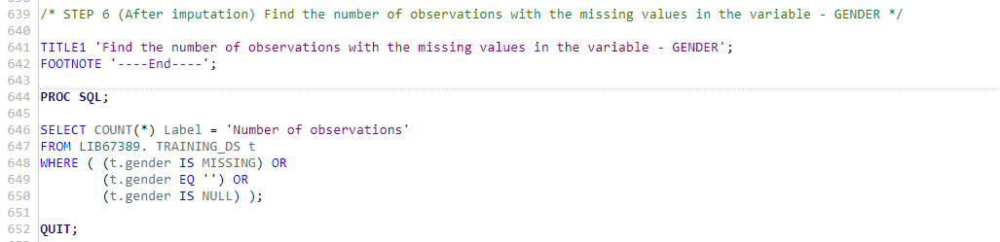 639 /* STEP 6 (After imputation) Find the number of observations with the missing values in the variable - GENDER */
640
641 TITLE1 'Find the number of observations with the missing values in the variable - GENDER';
642 FOOTNOTE '----End----';
643
644 PROC SQL;
645
646 SELECT COUNT(*) Label = 'Number of observations'
647 FROM LIB67389. TRAINING_DS t
648 WHERE ( (t.gender IS MISSING) OR
649 (t.gender EQ '') OR
650 (t.gender IS NULL) );
651
652 QUIT;